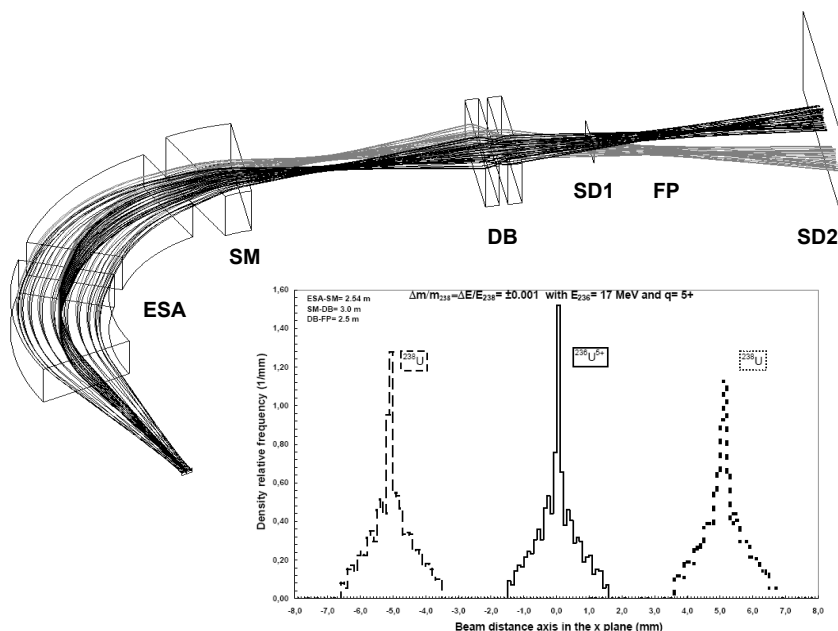 SD1
FP
SM
DB
SD2
ESA
ESA-SM= 2.54 m
SM-DB= 3.0 m
DB-FP= 2.5 m
Δm/m238=ΔE/E238= ±0.001 with E236= 17 MeV and q= 5+
238U
236U5+
238U
Density relative frequency (1/mm)
1,60
1,40
1,20
1,00
0,80
0,60
0,40
0,20
0,00
-8,0 -7,0 -6,0 -5,0 -4,0 -3,0 -2,0 -1,0 0,0 1,0 2,0 3,0 4,0 5,0 6,0 7,0 8,0
Beam distance axis in the x plane (mm)